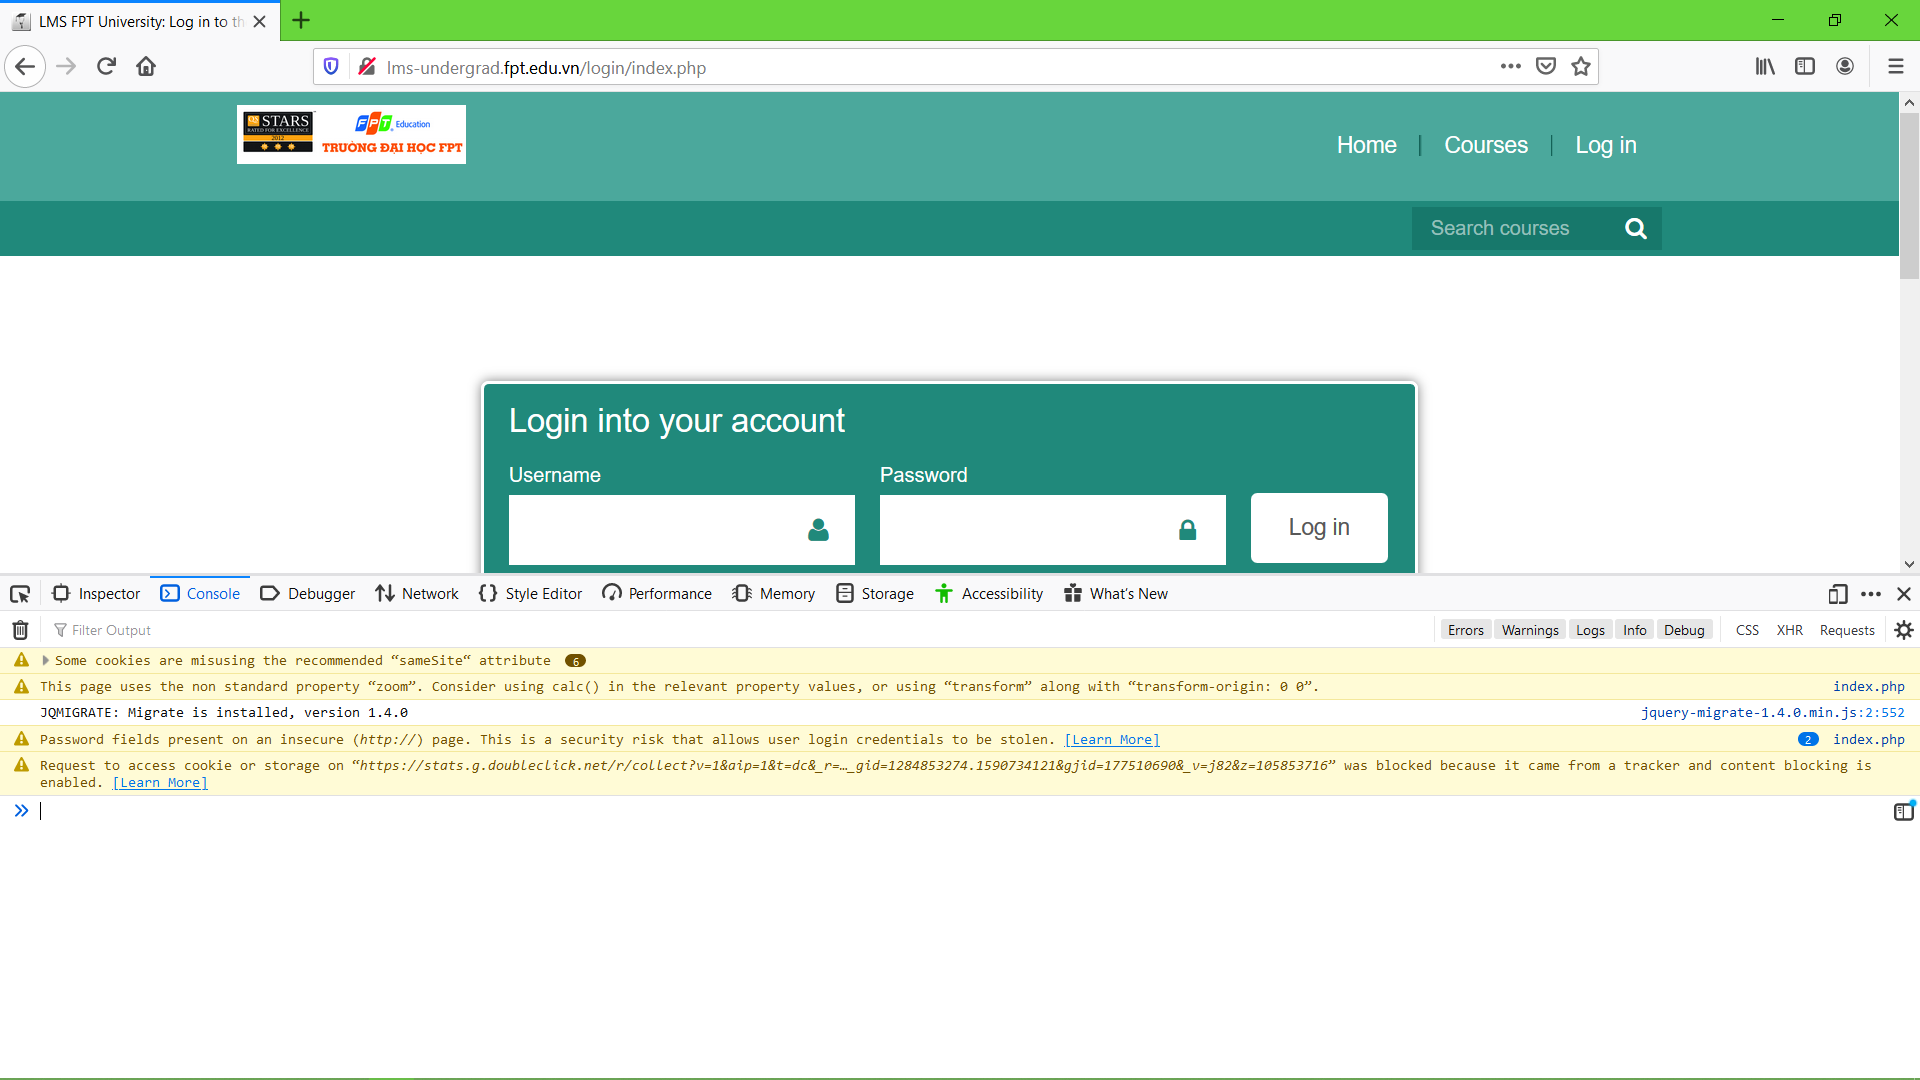 LMS FPT University: Log in to th
lms-undergrad.fpt.edu.vn/login/index.php
QS STARS
RATED FOR EXCELLENCE
2012
FPT Education
TRƯỜNG ĐẠI HỌC FPT
Home
Courses
Log in
Search courses
Login into your account
Username
Password
Log in
Inspector
Console
Debugger
Network
Style Editor
Performance
Memory
Storage
Accessibility
What's New
Filter Output
Errors
Warnings
Logs
Info
Debug
CSS
XHR
Requests
Some cookies are misusing the recommended “sameSite“ attribute 6
This page uses the non standard property “zoom”. Consider using calc() in the relevant property values, or using “transform” along with “transform-origin: 0 0”. index.php
JQMIGRATE: Migrate is installed, version 1.4.0 jquery-migrate-1.4.0.min.js:2:552
Password fields present on an insecure (http://) page. This is a security risk that allows user login credentials to be stolen. [Learn More] 2 index.php
Request to access cookie or storage on “https://stats.g.doubleclick.net/r/collect?v=1&aip=1&t=dc&_r=…_gid=1284853274.1590734121&gjid=177510690&_v=j82&z=105853716” was blocked because it came from a tracker and content blocking is
enabled. [Learn More]